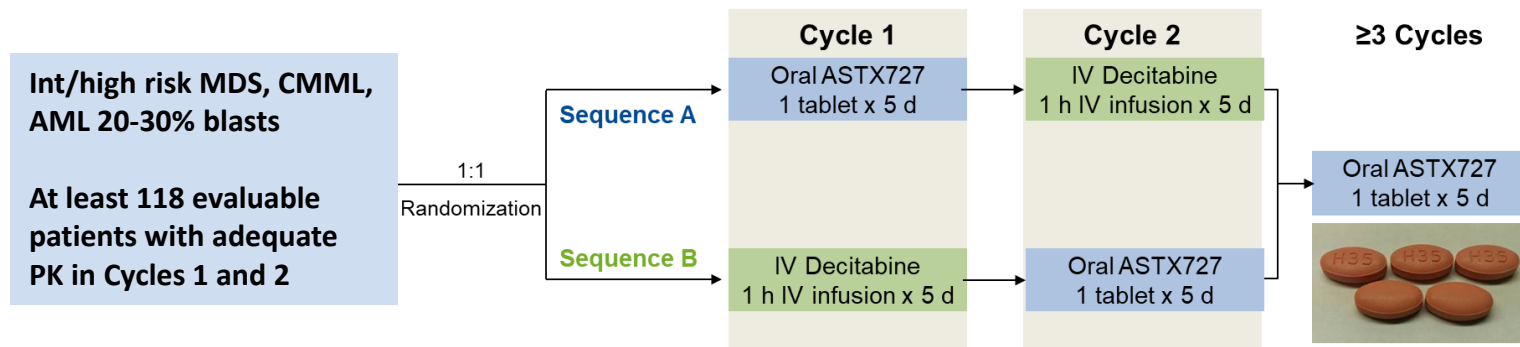 Int/high risk MDS, CMML,
AML 20-30% blasts
At least 118 evaluable
patients with adequate
PK in Cycles 1 and 2
1:1
Randomization
Sequence A
Sequence B
Cycle 1
Oral ASTX727
1 tablet x 5 d
IV Decitabine
1 h IV infusion x 5 d
Cycle 2
IV Decitabine
1 h IV infusion x 5 d
Oral ASTX727
1 tablet x 5 d
≥3 Cycles
Oral ASTX727
1 tablet x 5 d
H35 H35 H35